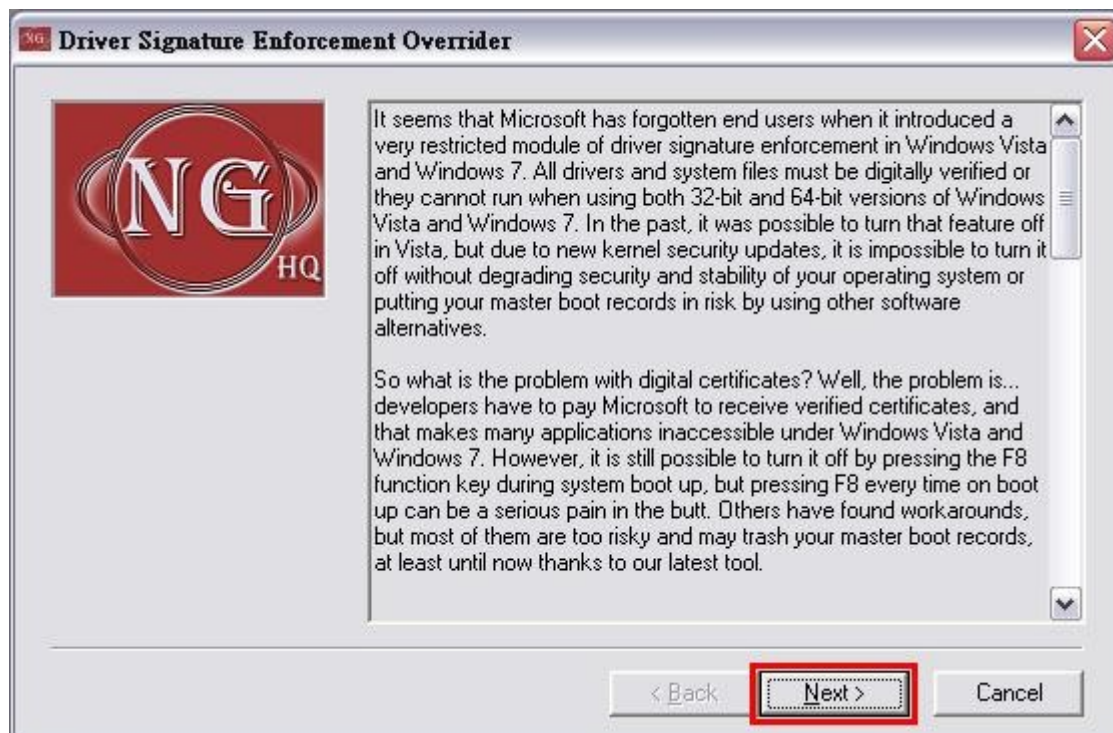 NG Driver Signature Enforcement Overrider
NG
HQ
It seems that Microsoft has forgotten end users when it introduced a
very restricted module of driver signature enforcement in Windows Vista
and Windows 7. All drivers and system files must be digitally verified or
they cannot run when using both 32-bit and 64-bit versions of Windows
Vista and Windows 7. In the past, it was possible to turn that feature off
in Vista, but due to new kernel security updates, it is impossible to turn it
off without degrading security and stability of your operating system or
putting your master boot records in risk by using other software
alternatives.
So what is the problem with digital certificates? Well, the problem is...
developers have to pay Microsoft to receive verified certificates, and
that makes many applications inaccessible under Windows Vista and
Windows 7. However, it is still possible to turn it off by pressing the F8
function key during system boot up, but pressing F8 every time on boot
up can be a serious pain in the butt. Others have found workarounds,
but most of them are too risky and may trash your master boot records,
at least until now thanks to our latest tool.
< Back Next > Cancel